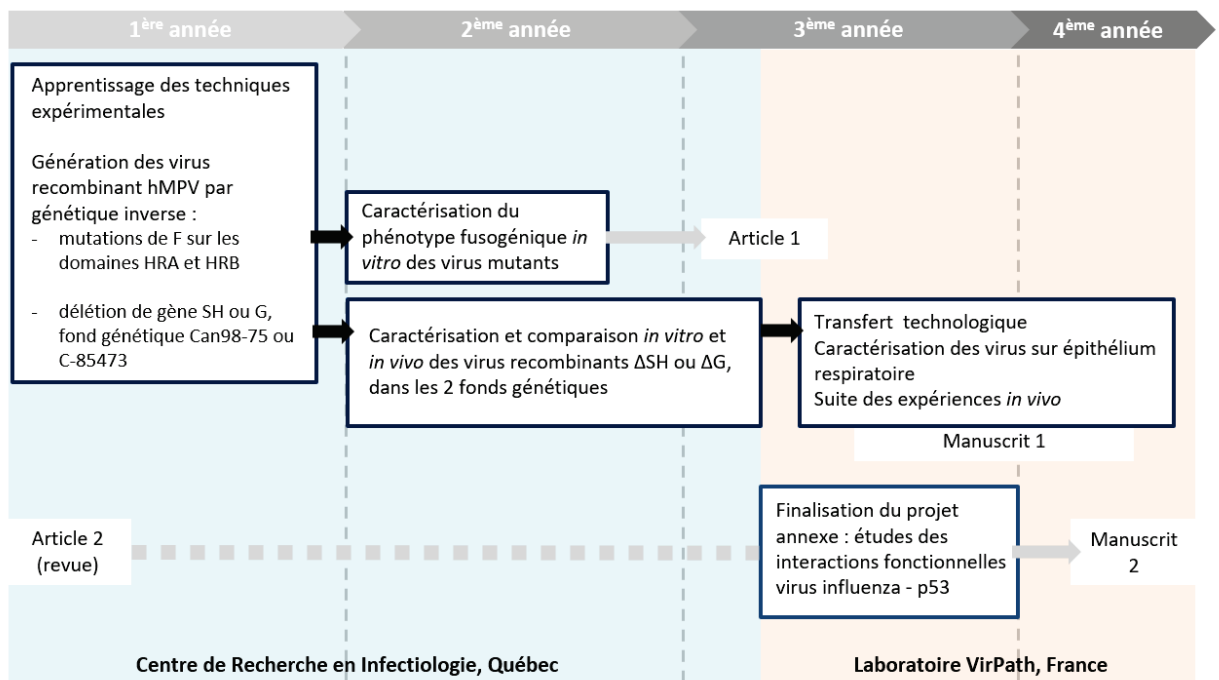 1ère année
2ème année
3ème année
4ème année
Apprentissage des techniques
expérimentales
Génération des virus
recombinant hMPV par
génétique inverse :
- mutations de F sur les
domaines HRA et HRB
- délétion de gène SH ou G,
fond génétique Can98-75 ou
C-85473
Caractérisation du
phénotype fusogénique in
vitro des virus mutants
Article 1
Caractérisation et comparaison in vitro et
in vivo des virus recombinants ΔSH ou ΔG,
dans les 2 fonds génétiques
Transfert technologique
Caractérisation des virus sur épithélium
respiratoire
Suite des expériences in vivo
Manuscrit 1
Article 2
(revue)
Finalisation du projet
annexe : études des
interactions fonctionnelles
virus influenza - p53
Manuscrit
2
Centre de Recherche en Infectiologie, Québec
Laboratoire VirPath, France